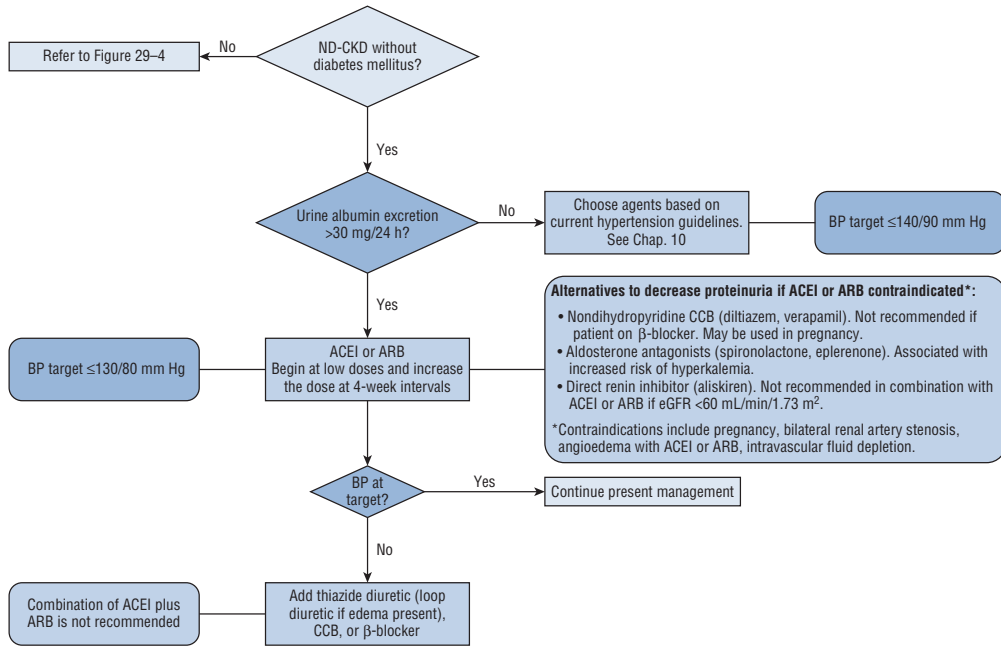 ND-CKD without
diabetes mellitus?
No
Refer to Figure 29–4
Yes
Urine albumin excretion
>30 mg/24 h?
No
Choose agents based on
current hypertension guidelines.
See Chap. 10
BP target ≤140/90 mm Hg
Yes
BP target ≤130/80 mm Hg
ACEI or ARB
Begin at low doses and increase
the dose at 4-week intervals
Alternatives to decrease proteinuria if ACEI or ARB contraindicated*:
• Nondihydropyridine CCB (diltiazem, verapamil). Not recommended if
patient on β-blocker. May be used in pregnancy.
• Aldosterone antagonists (spironolactone, eplerenone). Associated with
increased risk of hyperkalemia.
• Direct renin inhibitor (aliskiren). Not recommended in combination with
ACEI or ARB if eGFR <60 mL/min/1.73 m².
*Contraindications include pregnancy, bilateral renal artery stenosis,
angioedema with ACEI or ARB, intravascular fluid depletion.
BP at
target?
Yes
Continue present management
No
Combination of ACEI plus
ARB is not recommended
Add thiazide diuretic (loop
diuretic if edema present),
CCB, or β-blocker